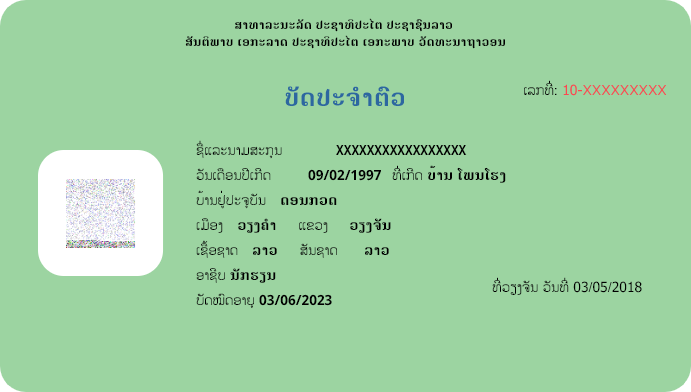 ສາທາລະນະລັດ ປະຊາທິປະໄຕ ປະຊາຊົນລາວ
ສັນຕິພາບ ເອກະລາດ ປະຊາທິປະໄຕ ເອກະພາບ ວັດທະນາຖາວອນ
ບັດປະຈຳຕົວ
ເລກທີ່: 10-XXXXXXXXX
ຊື່ແລະນາມສະກຸນ XXXXXXXXXXXXXXXXX
ວັນເດືອນປີເກີດ 09/02/1997 ທີ່ເກີດ ບ້ານ ໂພນໂຮງ
ບ້ານຢູ່ປະຈຸບັນ ດອນກວດ
ເມືອງ ວຽງຄຳ ແຂວງ ວຽງຈັນ
ເຊື້ອຊາດ ລາວ ສັນຊາດ ລາວ
ອາຊີບ ນັກຮຽນ
ບັດໝົດອາຍຸ 03/06/2023
ທີ່ວຽງຈັນ ວັນທີ່ 03/05/2018